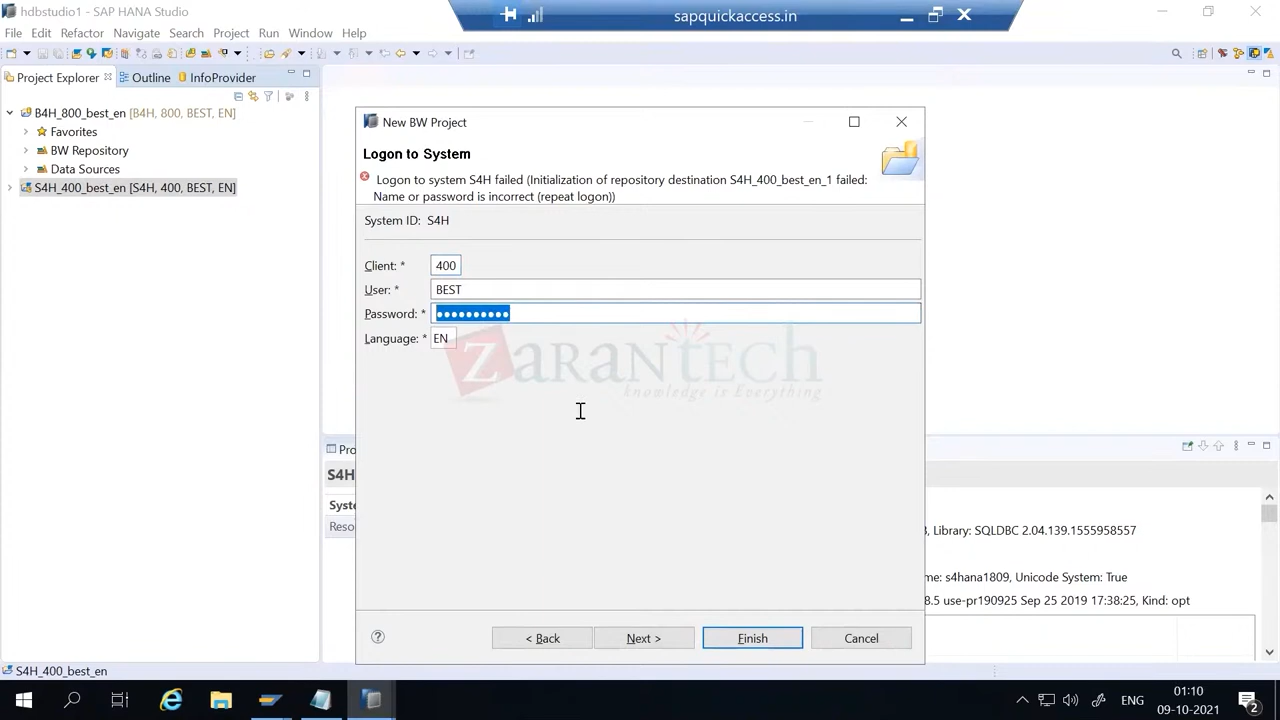 hdbstudio1 - SAP HANA Studio
sapquickaccess.in
File Edit Refactor Navigate Search Project Run Window Help
Project Explorer Outline InfoProvider
B4H_800_best_en [B4H, 800, BEST, EN]
Favorites
BW Repository
Data Sources
S4H_400_best_en [S4H, 400, BEST, EN]
New BW Project
Logon to System
Logon to system S4H failed (Initialization of repository destination S4H_400_best_en_1 failed:
Name or password is incorrect (repeat logon))
System ID: S4H
Client: * 400
User: * BEST
Password: * ●●●●●●●●●●
Language: * EN
ZARANTECH
knowledge is Everything
Pro
S4H
Syste
Reso
3, Library: SQLDBC 2.04.139.1555958557
me: s4hana1809, Unicode System: True
8.5 use-pr190925 Sep 25 2019 17:38:25, Kind: opt
< Back Next > Finish Cancel
S4H_400_best_en
ENG
01:10
09-10-2021
2